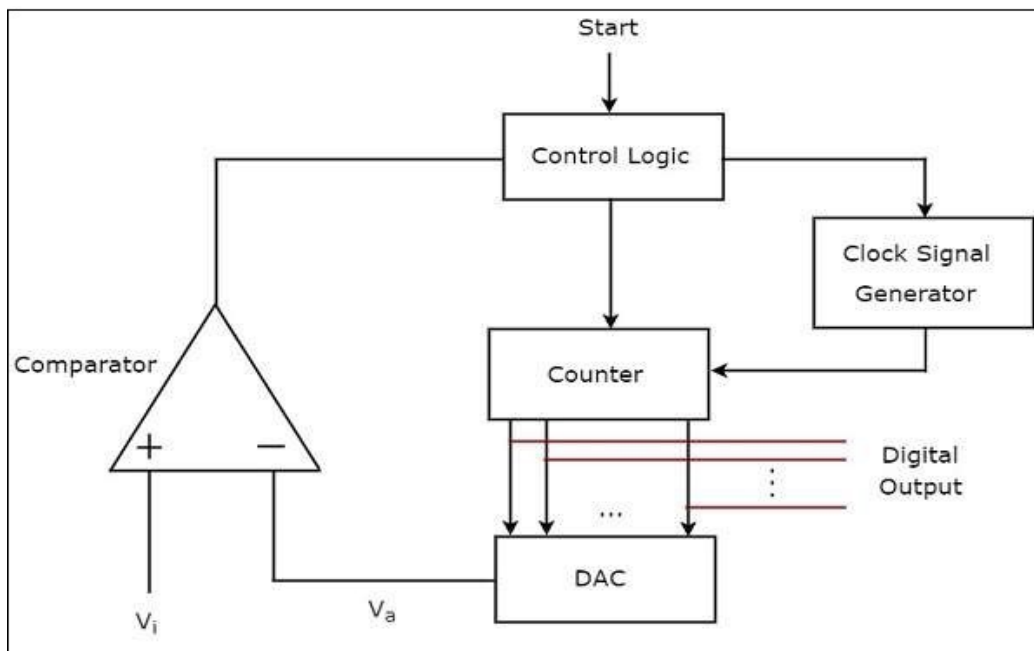 Start
Control Logic
Clock Signal
Generator
Comparator
Counter
+
−
Digital
Output
⋮
...
DAC
Vₐ
Vᵢ